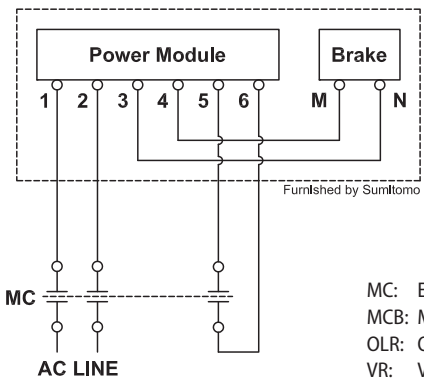 Power Module
Brake
1 2 3 4 5 6 M N
Furnished by Sumitomo
MC
AC LINE
MC:
MCB:
OLR:
VR: